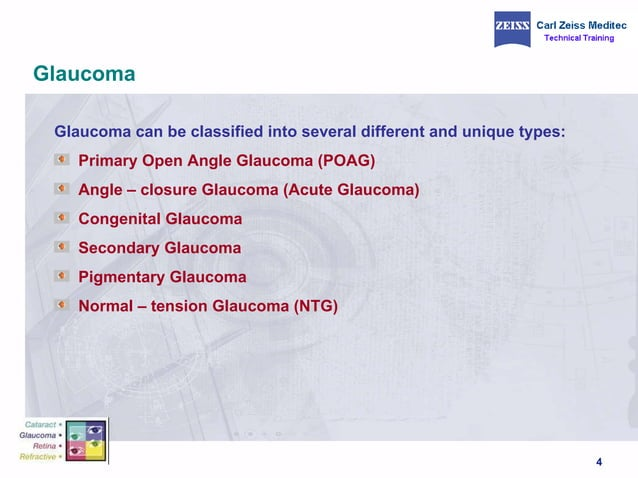 ZEISS
Carl Zeiss Meditec
Technical Training
Glaucoma
Glaucoma can be classified into several different and unique types:
Primary Open Angle Glaucoma (POAG)
Angle – closure Glaucoma (Acute Glaucoma)
Congenital Glaucoma
Secondary Glaucoma
Pigmentary Glaucoma
Normal – tension Glaucoma (NTG)
Cataract •
Glaucoma •
Retina •
Refractive •
4